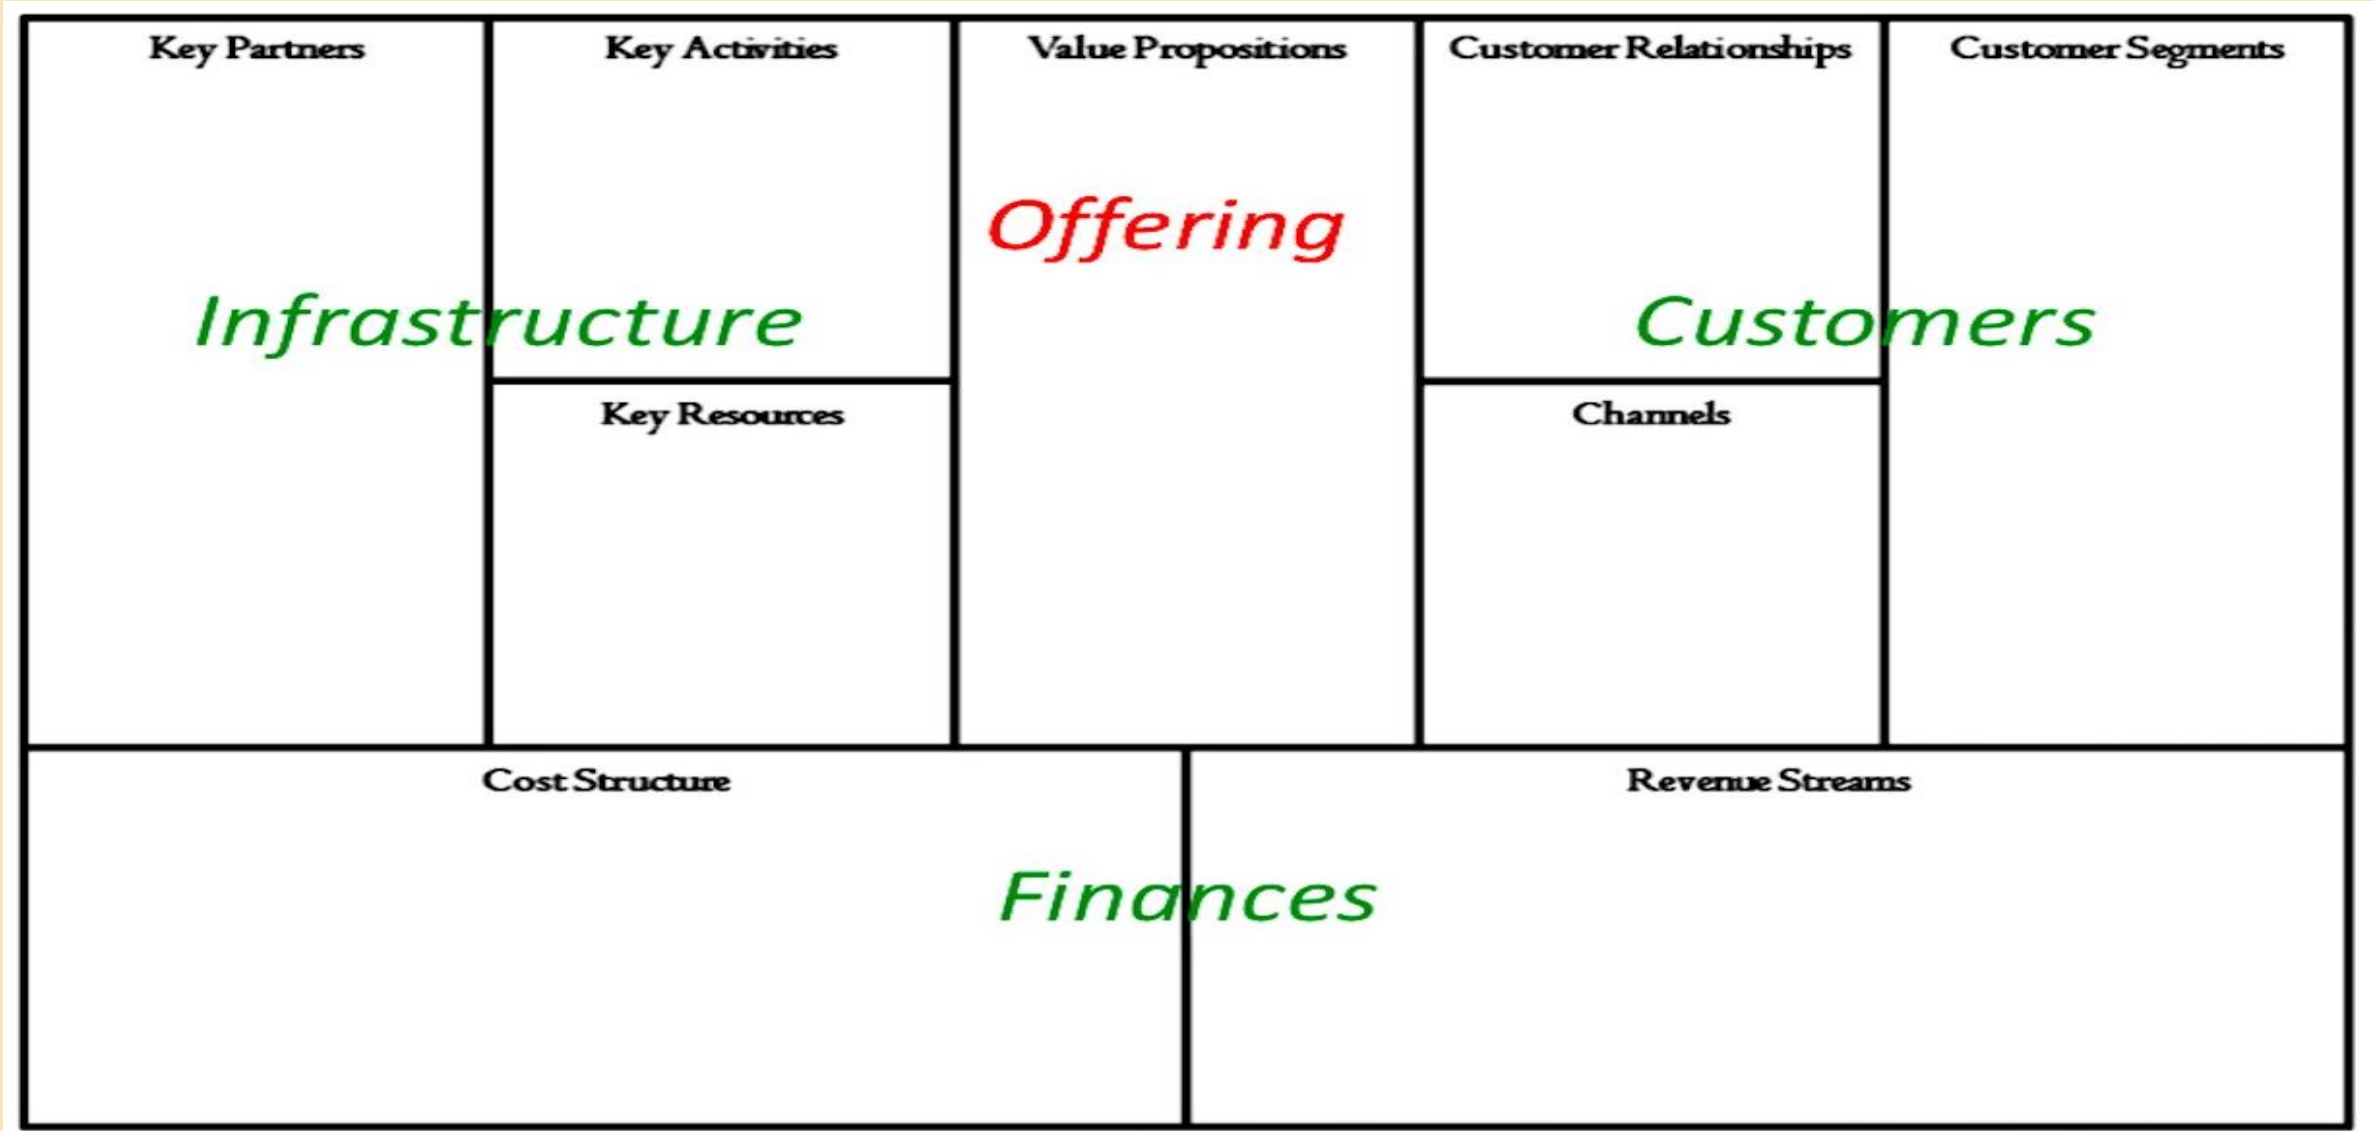 Key Partners
Key Activities
Value Propositions
Customer Relationships
Customer Segments
Offering
Infrastructure
Customers
Key Resources
Channels
Cost Structure
Revenue Streams
Finances